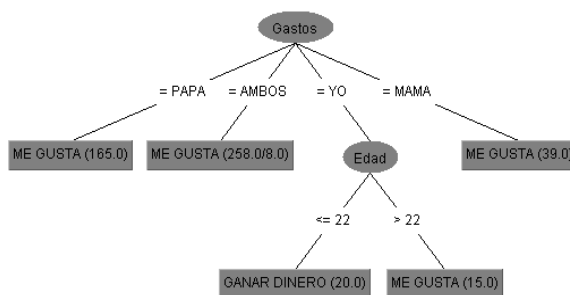 Gastos
= PAPA
= AMBOS
= YO
= MAMA
ME GUSTA (165.0)
ME GUSTA (258.0/8.0)
Edad
ME GUSTA (39.0)
<= 22
> 22
GANAR DINERO (20.0)
ME GUSTA (15.0)